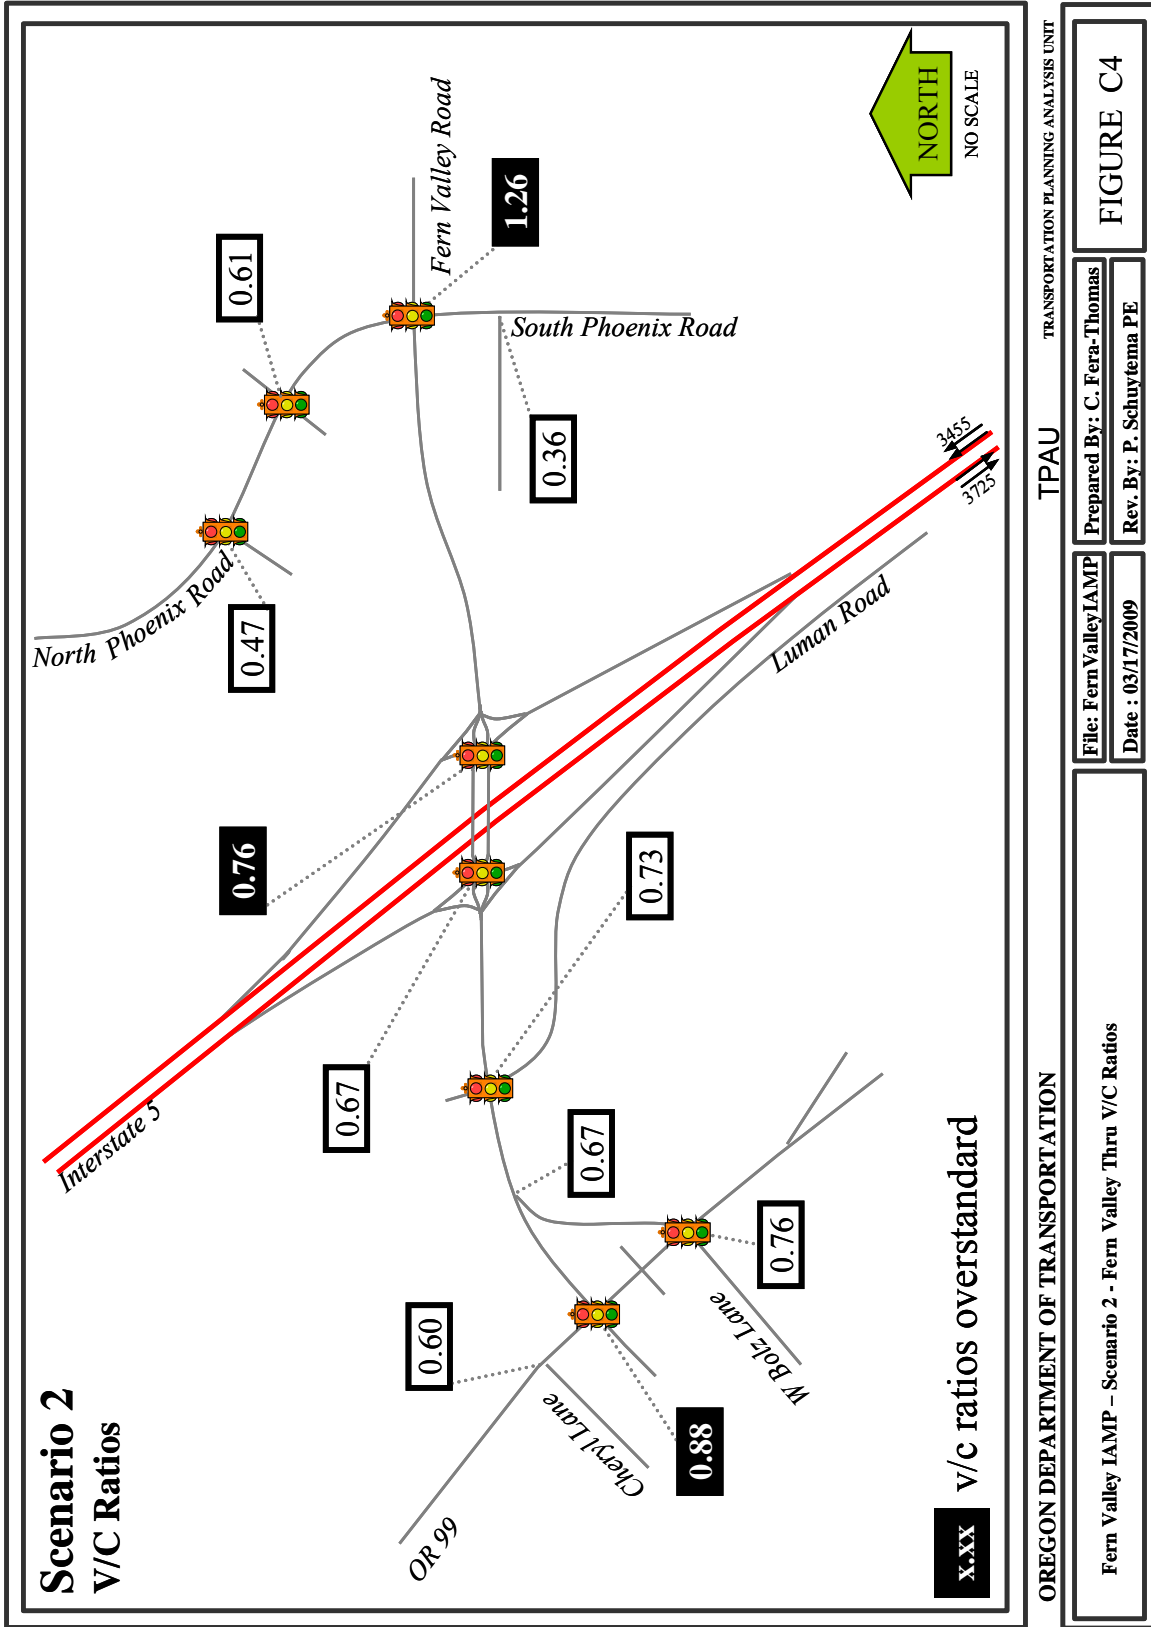 Scenario 2
V/C Ratios
North Phoenix Road
0.61
0.47
Fern Valley Road
1.26
South Phoenix Road
0.36
Interstate 5
0.76
0.67
0.73
Luman Road
3455
3725
0.67
0.76
W Bolz Lane
0.60
Cheryl Lane
0.88
OR 99
NORTH
NO SCALE
x.xx
v/c ratios overstandard
OREGON DEPARTMENT OF TRANSPORTATION
TPAU
TRANSPORTATION PLANNING ANALYSIS UNIT
Fern Valley IAMP – Scenario 2 - Fern Valley Thru V/C Ratios
File: FernValleyIAMP
Date : 03/17/2009
Prepared By: C. Fera-Thomas
Rev. By: P. Schuytema PE
FIGURE C4